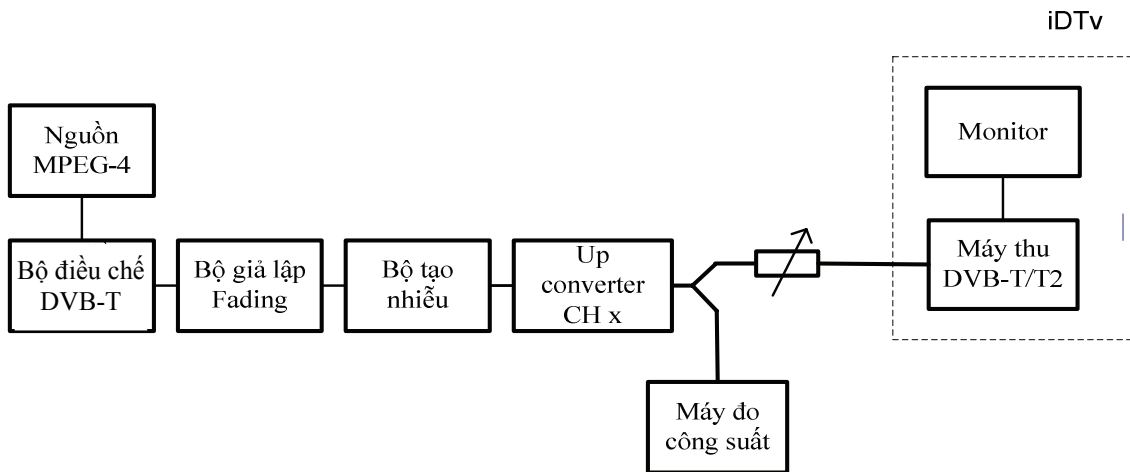 iDTv
Nguồn
MPEG-4
Monitor
Bộ điều chế
DVB-T
Bộ giả lập
Fading
Bộ tạo
nhiễu
Up
converter
CH x
Máy thu
DVB-T/T2
Máy đo
công suất